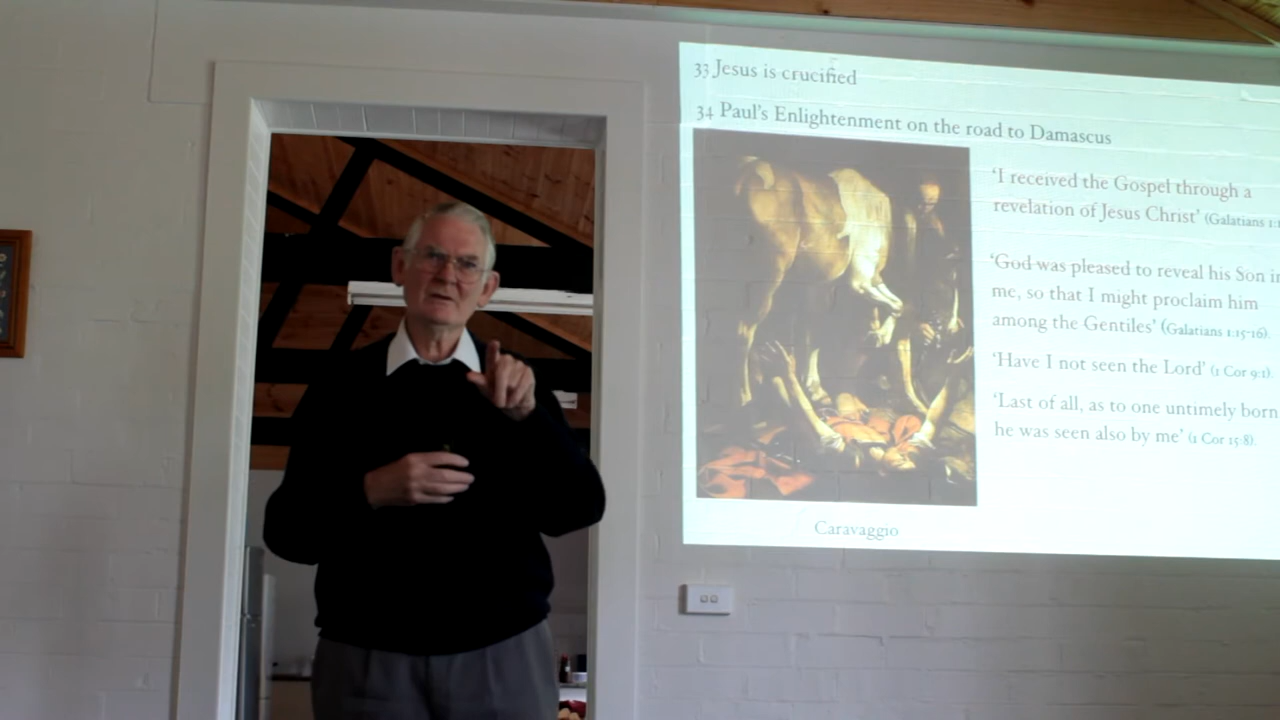 33 Jesus is crucified
34 Paul's Enlightenment on the road to Damascus
'I received the Gospel through a
revelation of Jesus Christ' (Galatians
'God was pleased to reveal his Son in
me, so that I might proclaim him
among the Gentiles' (Galatians 1:15-16).
'Have I not seen the Lord' (1 Cor 9:1).
'Last of all, as to one untimely born
he was seen also by me' (1 Cor 15:8).
Caravaggio